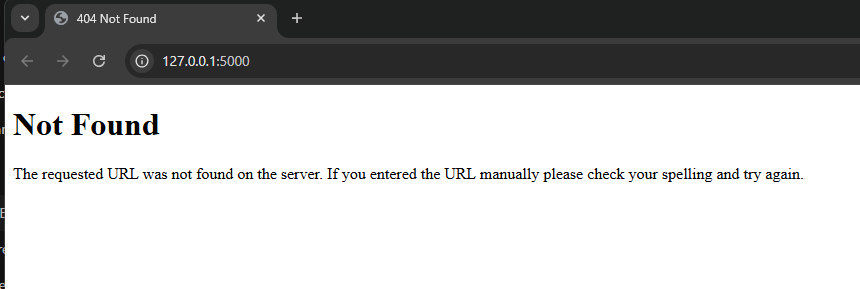 404 Not Found
127.0.0.1:5000
Not Found
The requested URL was not found on the server. If you entered the URL manually please check your spelling and try again.